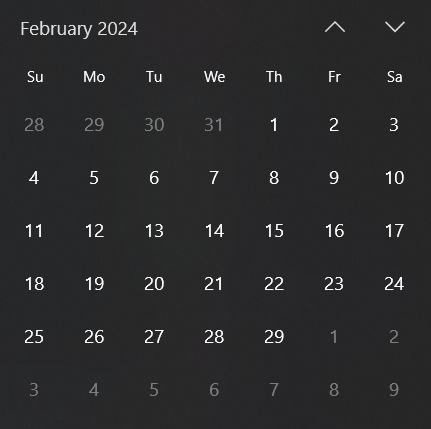 February 2024
Su Mo Tu We Th Fr Sa
28 29 30 31 1 2 3
4 5 6 7 8 9 10
11 12 13 14 15 16 17
18 19 20 21 22 23 24
25 26 27 28 29 1 2
3 4 5 6 7 8 9